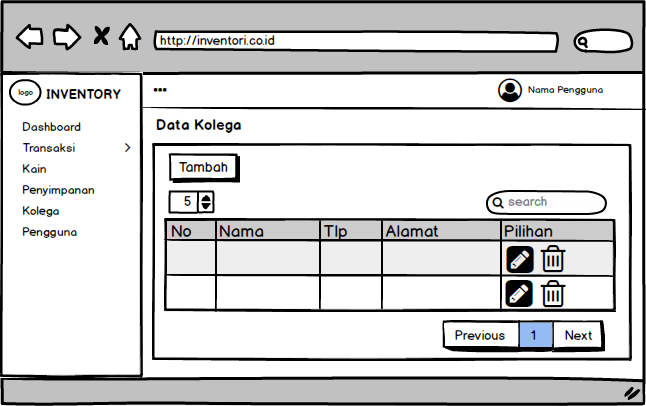 http://inventori.co.id
logo INVENTORY
••• Nama Pengguna
Dashboard
Transaksi
Kain
Penyimpanan
Kolega
Pengguna
Data Kolega
Tambah
5
search
No Nama Tlp Alamat Pilihan
Previous 1 Next